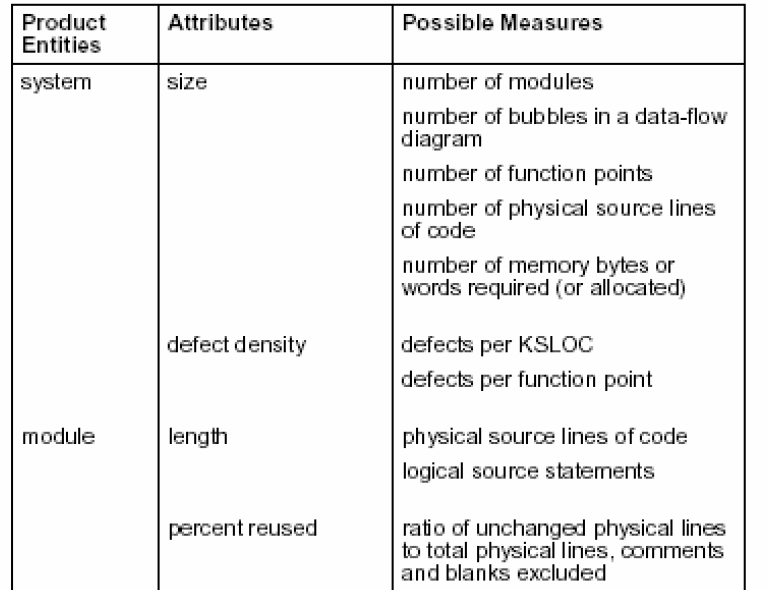 Product Entities Attributes Possible Measures
system size number of modules
number of bubbles in a data-flow
diagram
number of function points
number of physical source lines
of code
number of memory bytes or
words required (or allocated)
defect density defects per KSLOC
defects per function point
module length physical source lines of code
logical source statements
percent reused ratio of unchanged physical lines
to total physical lines, comments
and blanks excluded